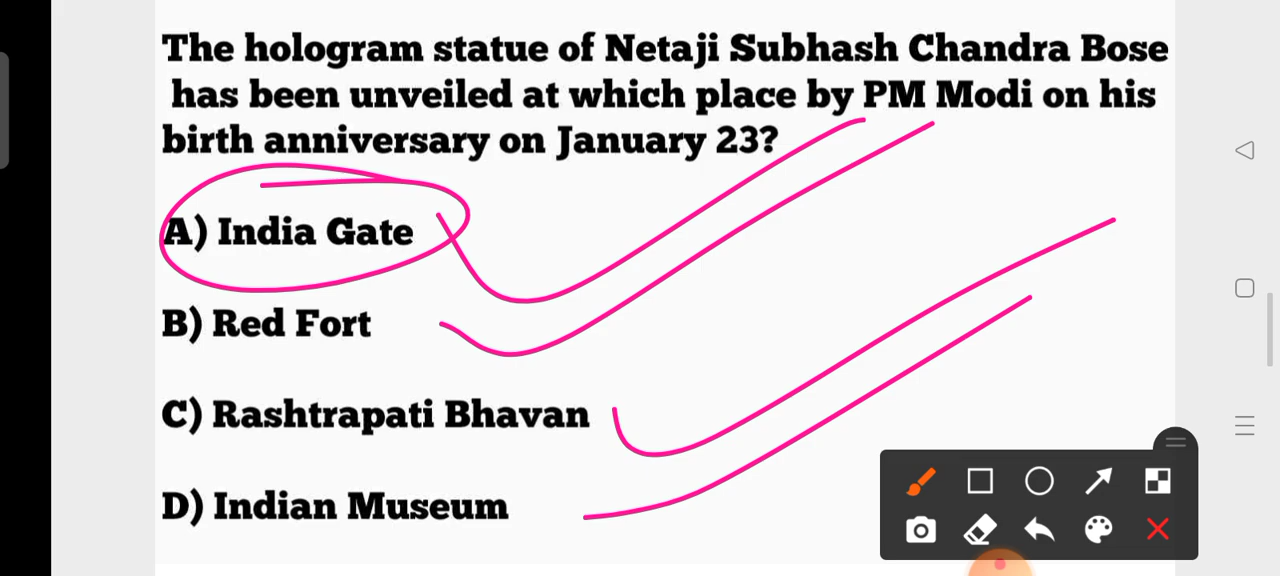 The hologram statue of Netaji Subhash Chandra Bose
has been unveiled at which place by PM Modi on his
birth anniversary on January 23?
A) India Gate
B) Red Fort
C) Rashtrapati Bhavan
D) Indian Museum